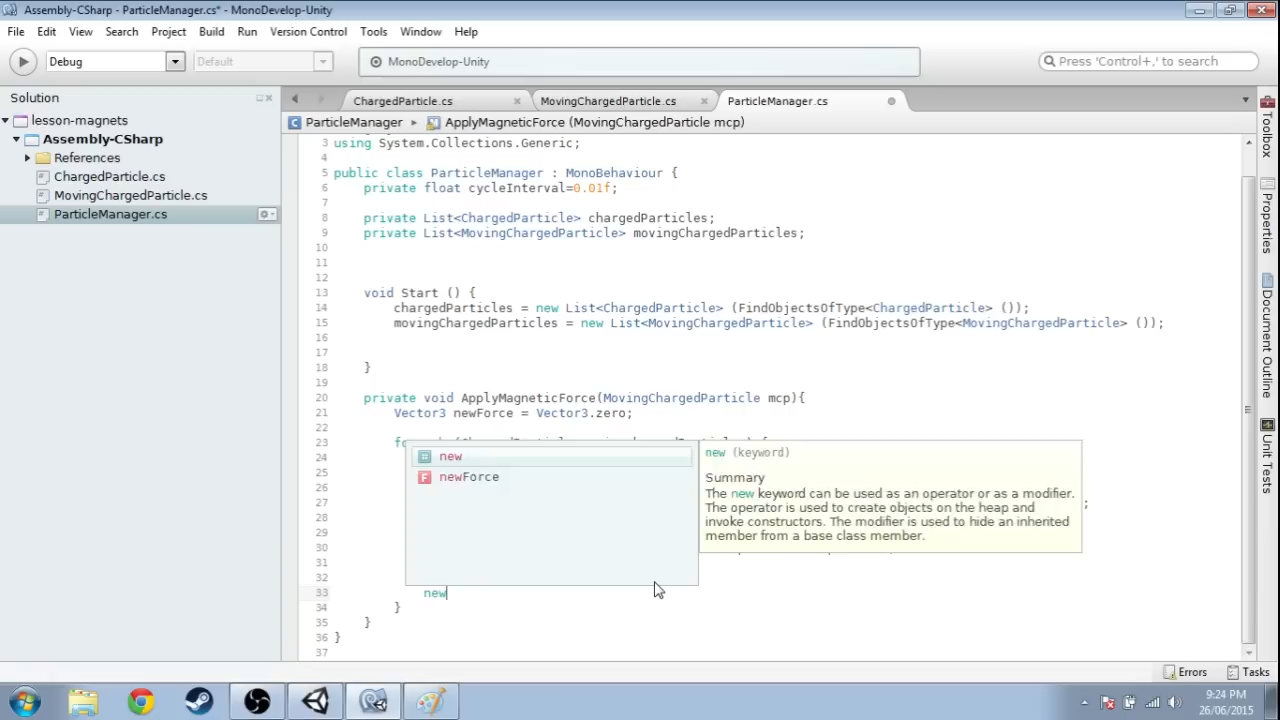 Assembly-CSharp - ParticleManager.cs* - MonoDevelop-Unity
File Edit View Search Project Build Run Version Control Tools Window Help
Debug Default MonoDevelop-Unity Press 'Control+,' to search
Solution
lesson-magnets
Assembly-CSharp
References
ChargedParticle.cs
MovingChargedParticle.cs
ParticleManager.cs
ChargedParticle.cs MovingChargedParticle.cs ParticleManager.cs
ParticleManager ApplyMagneticForce (MovingChargedParticle mcp)
3 using System.Collections.Generic;
4
5 public class ParticleManager : MonoBehaviour {
6 private float cycleInterval=0.01f;
7
8 private List<ChargedParticle> chargedParticles;
9 private List<MovingChargedParticle> movingChargedParticles;
10
11
12
13 void Start () {
14 chargedParticles = new List<ChargedParticle> (FindObjectsOfType<ChargedParticle> ());
15 movingChargedParticles = new List<MovingChargedParticle> (FindObjectsOfType<MovingChargedParticle> ());
16
17
18 }
19
20 private void ApplyMagneticForce(MovingChargedParticle mcp){
21 Vector3 newForce = Vector3.zero;
22
23
24
25
26
27 ;
28
29
30
31
32
33 new
34 }
35 }
36 }
37
new
newForce
new (keyword)
Summary
The new keyword can be used as an operator or as a modifier.
The operator is used to create objects on the heap and
invoke constructors. The modifier is used to hide an inherited
member from a base class member.
Toolbox
Properties
Document Outline
Unit Tests
Errors Tasks
9:24 PM
26/06/2015